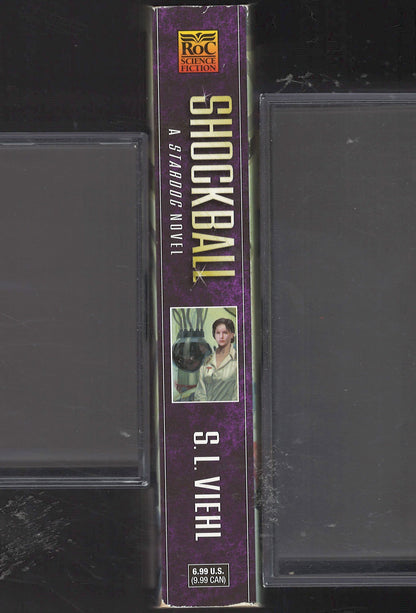 RoC
SCIENCE
FICTION
SHOCKBALL
A STARDOC NOVEL
S. L. VIEHL
6.99 U.S.
(9.99 CAN)